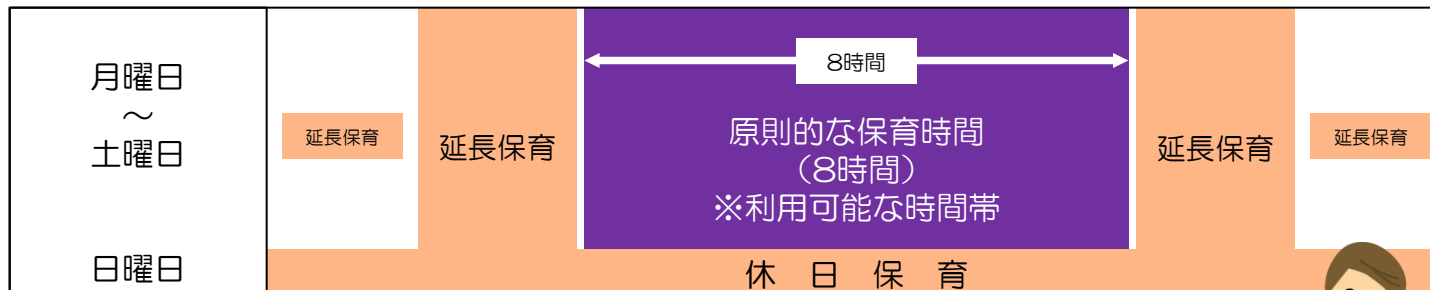 月曜日
～
土曜日
延長保育
延長保育
8時間
原則的な保育時間
（8時間）
※利用可能な時間帯
延長保育
延長保育
日曜日
休日保育